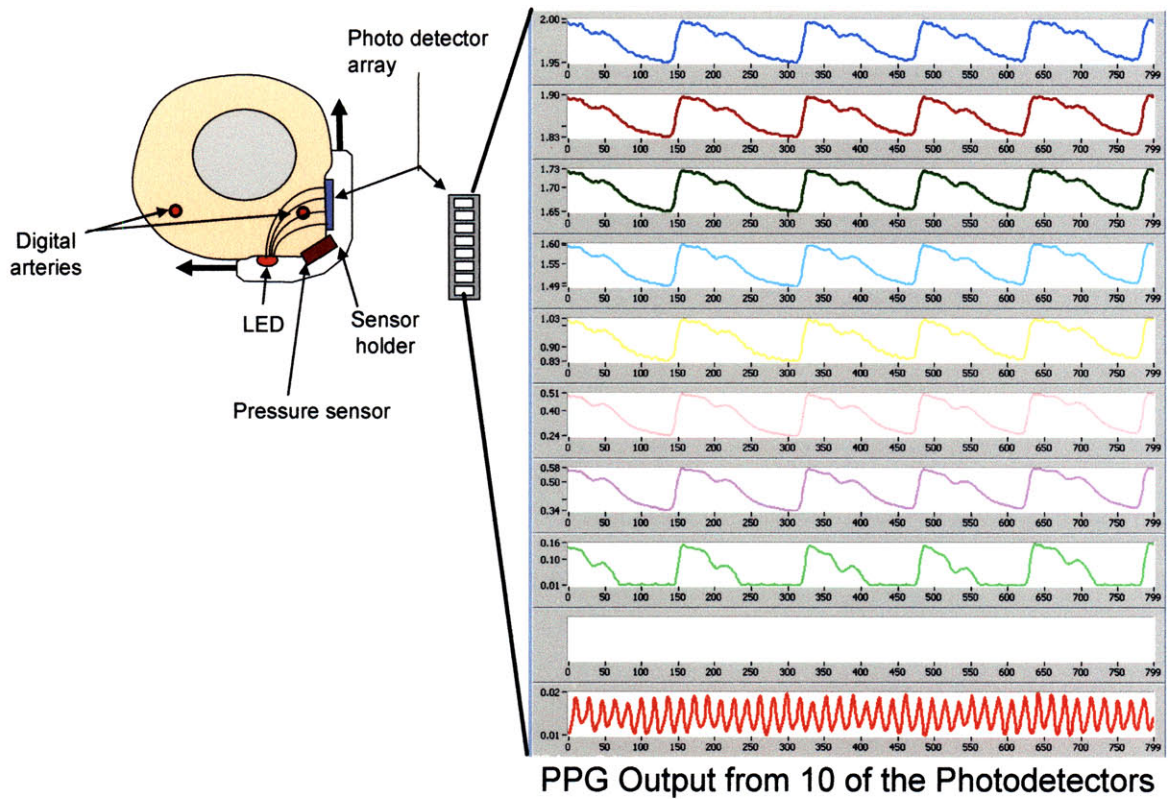 Photo detector
array
Digital
arteries
LED
Sensor
holder
Pressure sensor
2.00
1.95
0 50 100 150 200 250 300 350 400 450 500 550 600 650 700 750 799
1.90
1.83
0 50 100 150 200 250 300 350 400 450 500 550 600 650 700 750 799
1.73
1.70
1.65
0 50 100 150 200 250 300 350 400 450 500 550 600 650 700 750 799
1.60
1.55
1.49
0 50 100 150 200 250 300 350 400 450 500 550 600 650 700 750 799
1.03
0.90
0.83
0 50 100 150 200 250 300 350 400 450 500 550 600 650 700 750 799
0.51
0.40
0.24
0 50 100 150 200 250 300 350 400 450 500 550 600 650 700 750 799
0.58
0.50
0.34
0 50 100 150 200 250 300 350 400 450 500 550 600 650 700 750 799
0.16
0.10
0.01
0 50 100 150 200 250 300 350 400 450 500 550 600 650 700 750 799
0 50 100 150 200 250 300 350 400 450 500 550 600 650 700 750 799
0.02
0.01
0 50 100 150 200 250 300 350 400 450 500 550 600 650 700 750 799
PPG Output from 10 of the Photodetectors